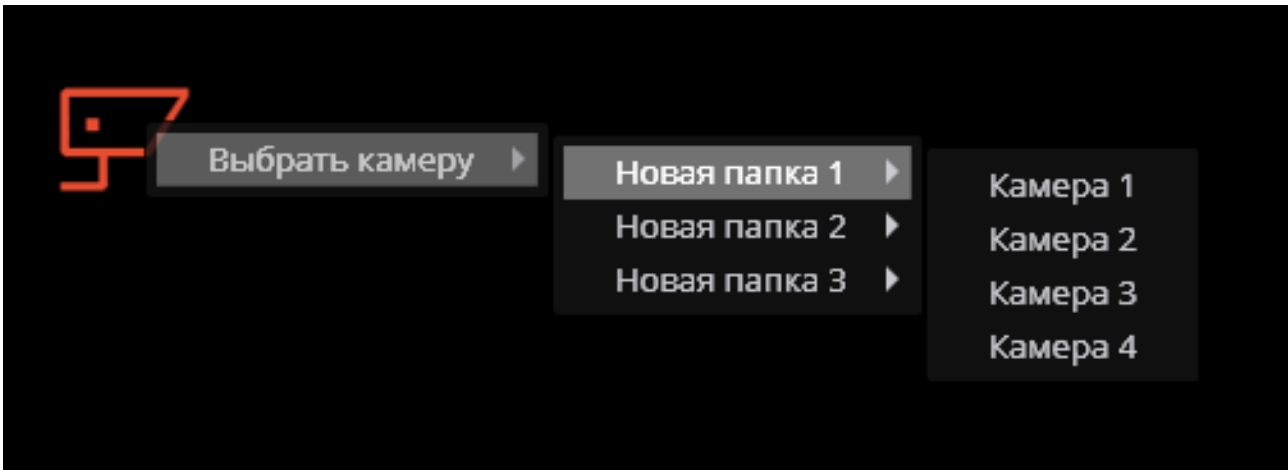 Выбрать камеру
Новая папка 1
Новая папка 2
Новая папка 3
Камера 1
Камера 2
Камера 3
Камера 4